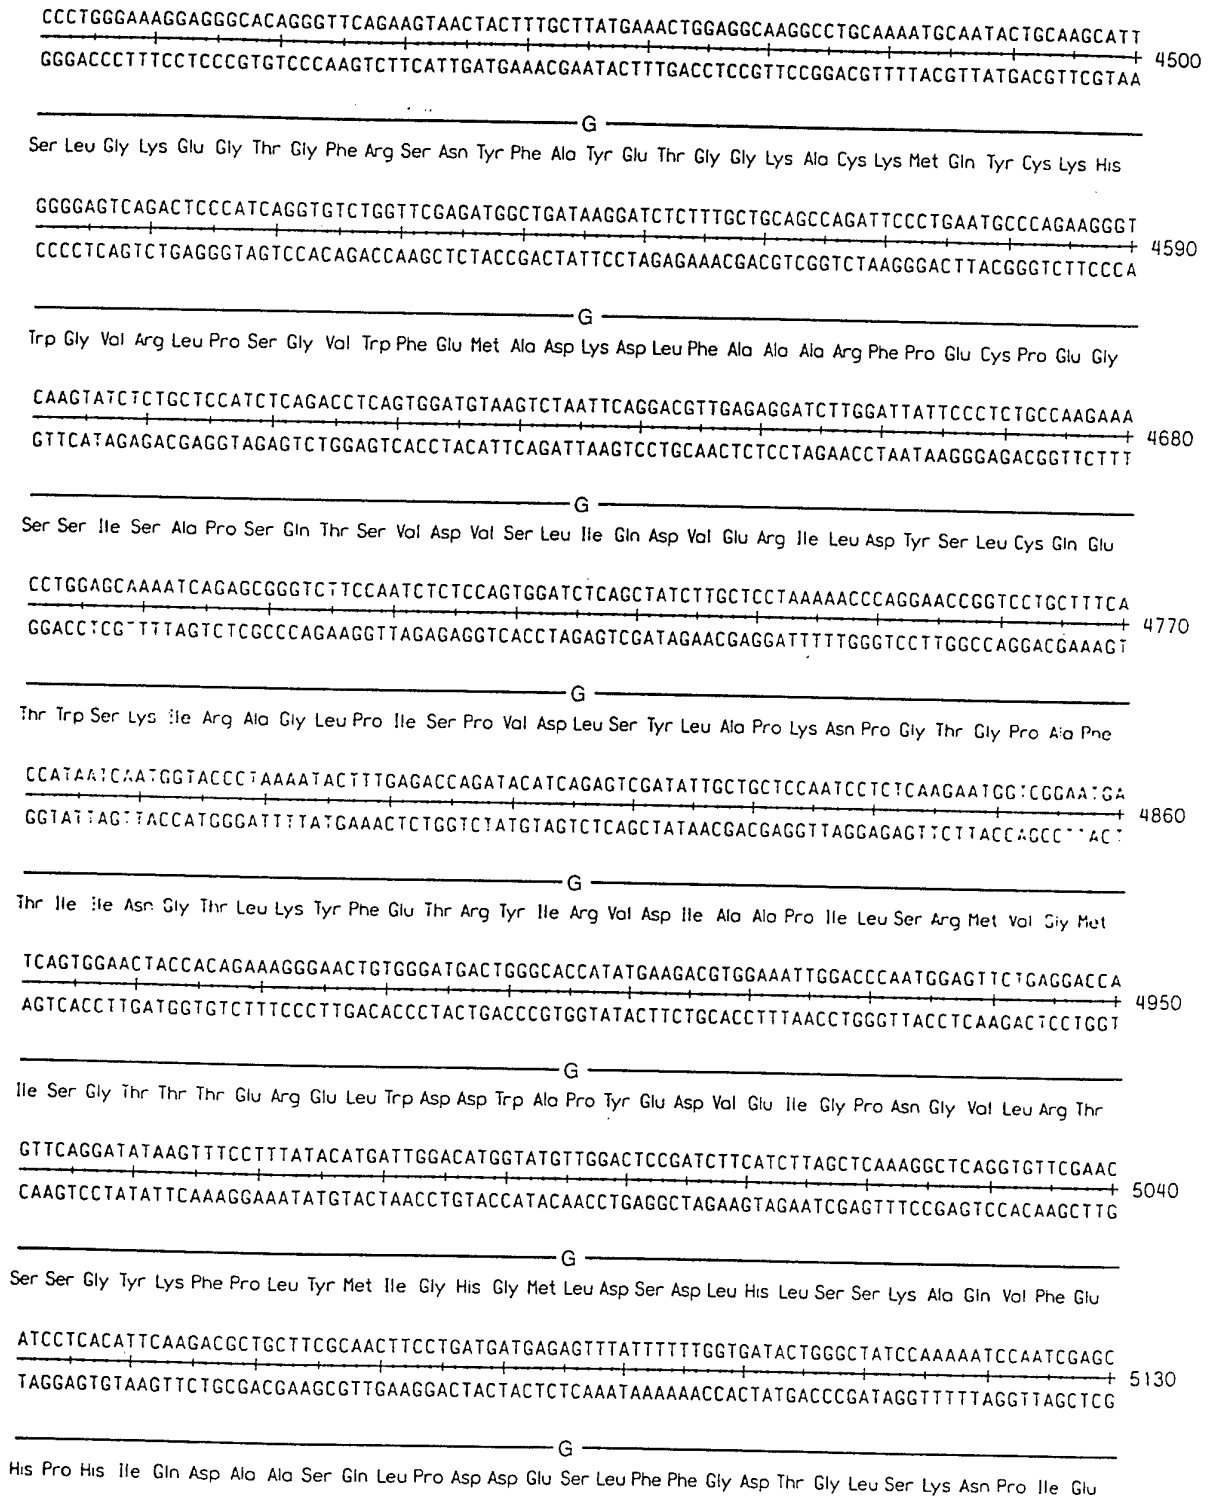 CCCTGGGAAAGGAGGGCACAGGGTTCAGAAGTAACTACTTTGCTTATGAAACTGGAGGCAAGGCCTGCAAAATGCAATACTGCAAGCATT
4500
GGGACCCTTTCCTCCCGTGTCCCAAGTCTTCATTGATGAAACGAATACTTTGACCTCCGTTCCGGACGTTTTACGTTATGACGTTCGTAA
G
Ser Leu Gly Lys Glu Gly Thr Gly Phe Arg Ser Asn Tyr Phe Ala Tyr Glu Thr Gly Gly Lys Ala Cys Lys Met Gln Tyr Cys Lys His
GGGGAGTCAGACTCCCATCAGGTGTCTGGTTCGAGATGGCTGATAAGGATCTCTTTGCTGCAGCCAGATTCCCTGAATGCCCAGAAGGGT
4590
CCCCTCAGTCTGAGGGTAGTCCACAGACCAAGCTCTACCGACTATTCCTAGAGAAACGACGTCGGTCTAAGGGACTTACGGGTCTTCCCA
G
Trp Gly Val Arg Leu Pro Ser Gly Val Trp Phe Glu Met Ala Asp Lys Asp Leu Phe Ala Ala Ala Arg Phe Pro Glu Cys Pro Glu Gly
CAAGTATCTCTGCTCCATCTCAGACCTCAGTGGATGTAAGTCTAATTCAGGACGTTGAGAGGATCTTGGATTATTCCCTCTGCCAAGAAA
4680
GTTCATAGAGACGAGGTAGAGTCTGGAGTCACCTACATTCAGATTAAGTCCTGCAACTCTCCTAGAACCTAATAAGGGAGACGGTTCTTT
G
Ser Ser Ile Ser Ala Pro Ser Gln Thr Ser Val Asp Val Ser Leu Ile Gln Asp Val Glu Arg Ile Leu Asp Tyr Ser Leu Cys Gln Glu
CCTGGAGCAAAATCAGAGCGGGTCTTCCAATCTCTCCAGTGGATCTCAGCTATCTTGCTCCTAAAAACCCAGGAACCGGTCCTGCTTTCA
4770
GGACCTCGTTTTAGTCTCGCCCAGAAGGTTAGAGAGGTCACCTAGAGTCGATAGAACGAGGATTTTTGGGTCCTTGGCCAGGACGAAAGT
G
Thr Trp Ser Lys Ile Arg Ala Gly Leu Pro Ile Ser Pro Val Asp Leu Ser Tyr Leu Ala Pro Lys Asn Pro Gly Thr Gly Pro Ala Phe
CCATAATCAATGGTACCCTAAAATACTTTGAGACCAGATACATCAGAGTCGATATTGCTGCTCCAATCCTCTCAAGAATGGTCGGAATGA
4860
GGTATTAGTTACCATGGGATTTTATGAAACTCTGGTCTATGTAGTCTCAGCTATAACGACGAGGTTAGGAGAGTTCTTACCAGCCTTACT
G
Thr Ile Ile Asn Gly Thr Leu Lys Tyr Phe Glu Thr Arg Tyr Ile Arg Val Asp Ile Ala Ala Pro Ile Leu Ser Arg Met Val Gly Met
TCAGTGGAACTACCACAGAAAGGGAACTGTGGGATGACTGGGCACCATATGAAGACGTGGAAATTGGACCCAATGGAGTTCTGAGGACCA
4950
AGTCACCTTGATGGTGTCTTTCCCTTGACACCCTACTGACCCGTGGTATACTTCTGCACCTTTAACCTGGGTTACCTCAAGACTCCTGGT
G
Ile Ser Gly Thr Thr Thr Glu Arg Glu Leu Trp Asp Asp Trp Ala Pro Tyr Glu Asp Val Glu Ile Gly Pro Asn Gly Val Leu Arg Thr
GTTCAGGATATAAGTTTCCTTTATACATGATTGGACATGGTATGTTGGACTCCGATCTTCATCTTAGCTCAAAGGCTCAGGTGTTCGAAC
5040
CAAGTCCTATATTCAAAGGAAATATGTACTAACCTGTACCATACAACCTGAGGCTAGAAGTAGAATCGAGTTTCCGAGTCCACAAGCTTG
G
Ser Ser Gly Tyr Lys Phe Pro Leu Tyr Met Ile Gly His Gly Met Leu Asp Ser Asp Leu His Leu Ser Ser Lys Ala Gln Val Phe Glu
ATCCTCACATTCAAGACGCTGCTTCGCAACTTCCTGATGATGAGAGTTTATTTTTTGGTGATACTGGGCTATCCAAAAATCCAATCGAGC
5130
TAGGAGTGTAAGTTCTGCGACGAAGCGTTGAAGGACTACTACTCTCAAATAAAAAACCACTATGACCCGATAGGTTTTTAGGTTAGCTCG
G
His Pro His Ile Gln Asp Ala Ala Ser Gln Leu Pro Asp Asp Glu Ser Leu Phe Phe Gly Asp Thr Gly Leu Ser Lys Asn Pro Ile Glu